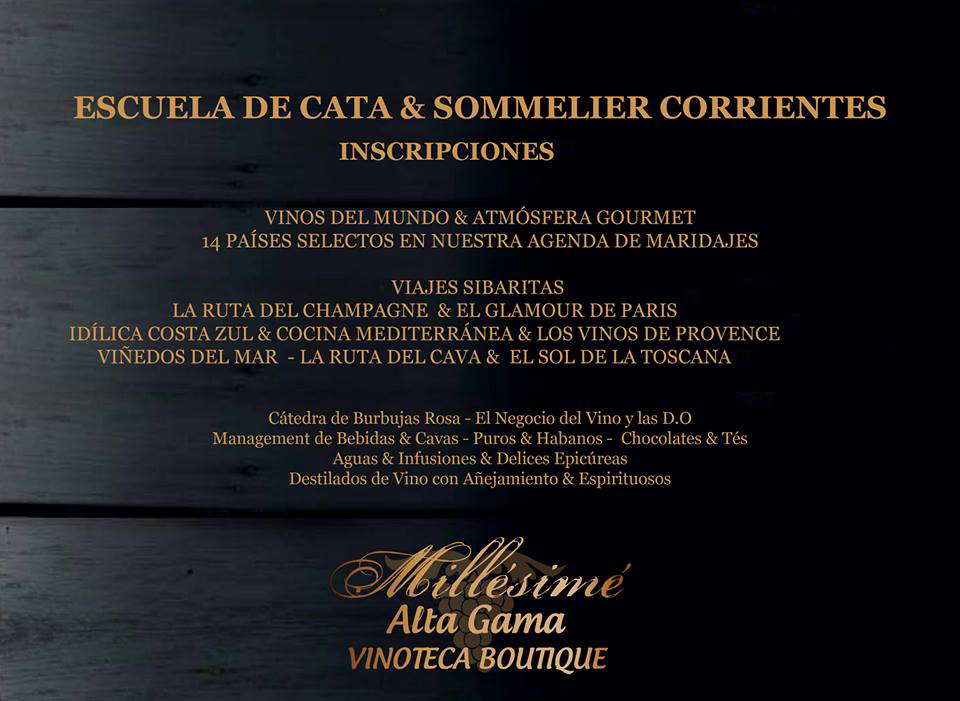 ESCUELA DE CATA & SOMMELIER CORRIENTES
INSCRIPCIONES
VINOS DEL MUNDO & ATMÓSFERA GOURMET
14 PAÍSES SELECTOS EN NUESTRA AGENDA DE MARIDAJES
VIAJES SIBARITAS
LA RUTA DEL CHAMPAGNE & EL GLAMOUR DE PARIS
IDÍLICA COSTA ZUL & COCINA MEDITERRÁNEA & LOS VINOS DE PROVENCE
VIÑEDOS DEL MAR - LA RUTA DEL CAVA & EL SOL DE LA TOSCANA
Cátedra de Burbujas Rosa - El Negocio del Vino y las D.O
Management de Bebidas & Cavas - Puros & Habanos - Chocolates & Tés
Aguas & Infusiones & Delices Epicúreas
Destilados de Vino con Añejamiento & Espirituosos
Millésimé
Alta Gama
VINOTECA BOUTIQUE